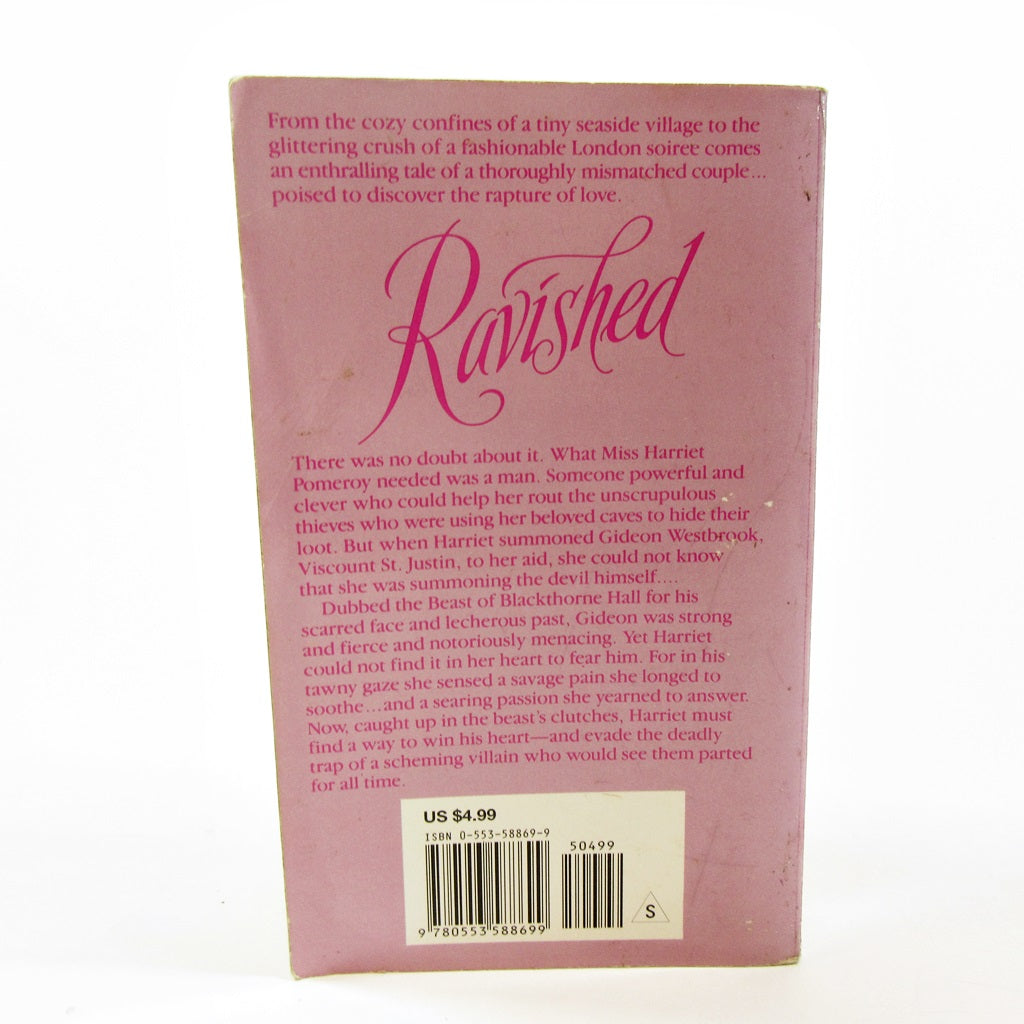 From the cozy confines of a tiny seaside village to the
glittering crush of a fashionable London soiree comes
an enthralling tale of a thoroughly mismatched couple...
poised to discover the rapture of love.
Ravished
There was no doubt about it. What Miss Harriet
Pomeroy needed was a man. Someone powerful and
clever who could help her rout the unscrupulous
thieves who were using her beloved caves to hide their
loot. But when Harriet summoned Gideon Westbrook,
Viscount St. Justin, to her aid, she could not know
that she was summoning the devil himself....
Dubbed the Beast of Blackthorne Hall for his
scarred face and lecherous past, Gideon was strong
and fierce and notoriously menacing. Yet Harriet
could not find it in her heart to fear him. For in his
tawny gaze she sensed a savage pain she longed to
soothe...and a searing passion she yearned to answer.
Now, caught up in the beast's clutches, Harriet must
find a way to win his heart—and evade the deadly
trap of a scheming villain who would see them parted
for all time.
US $4.99
ISBN 0-553-58869-9
50499
S
9 780553 588699